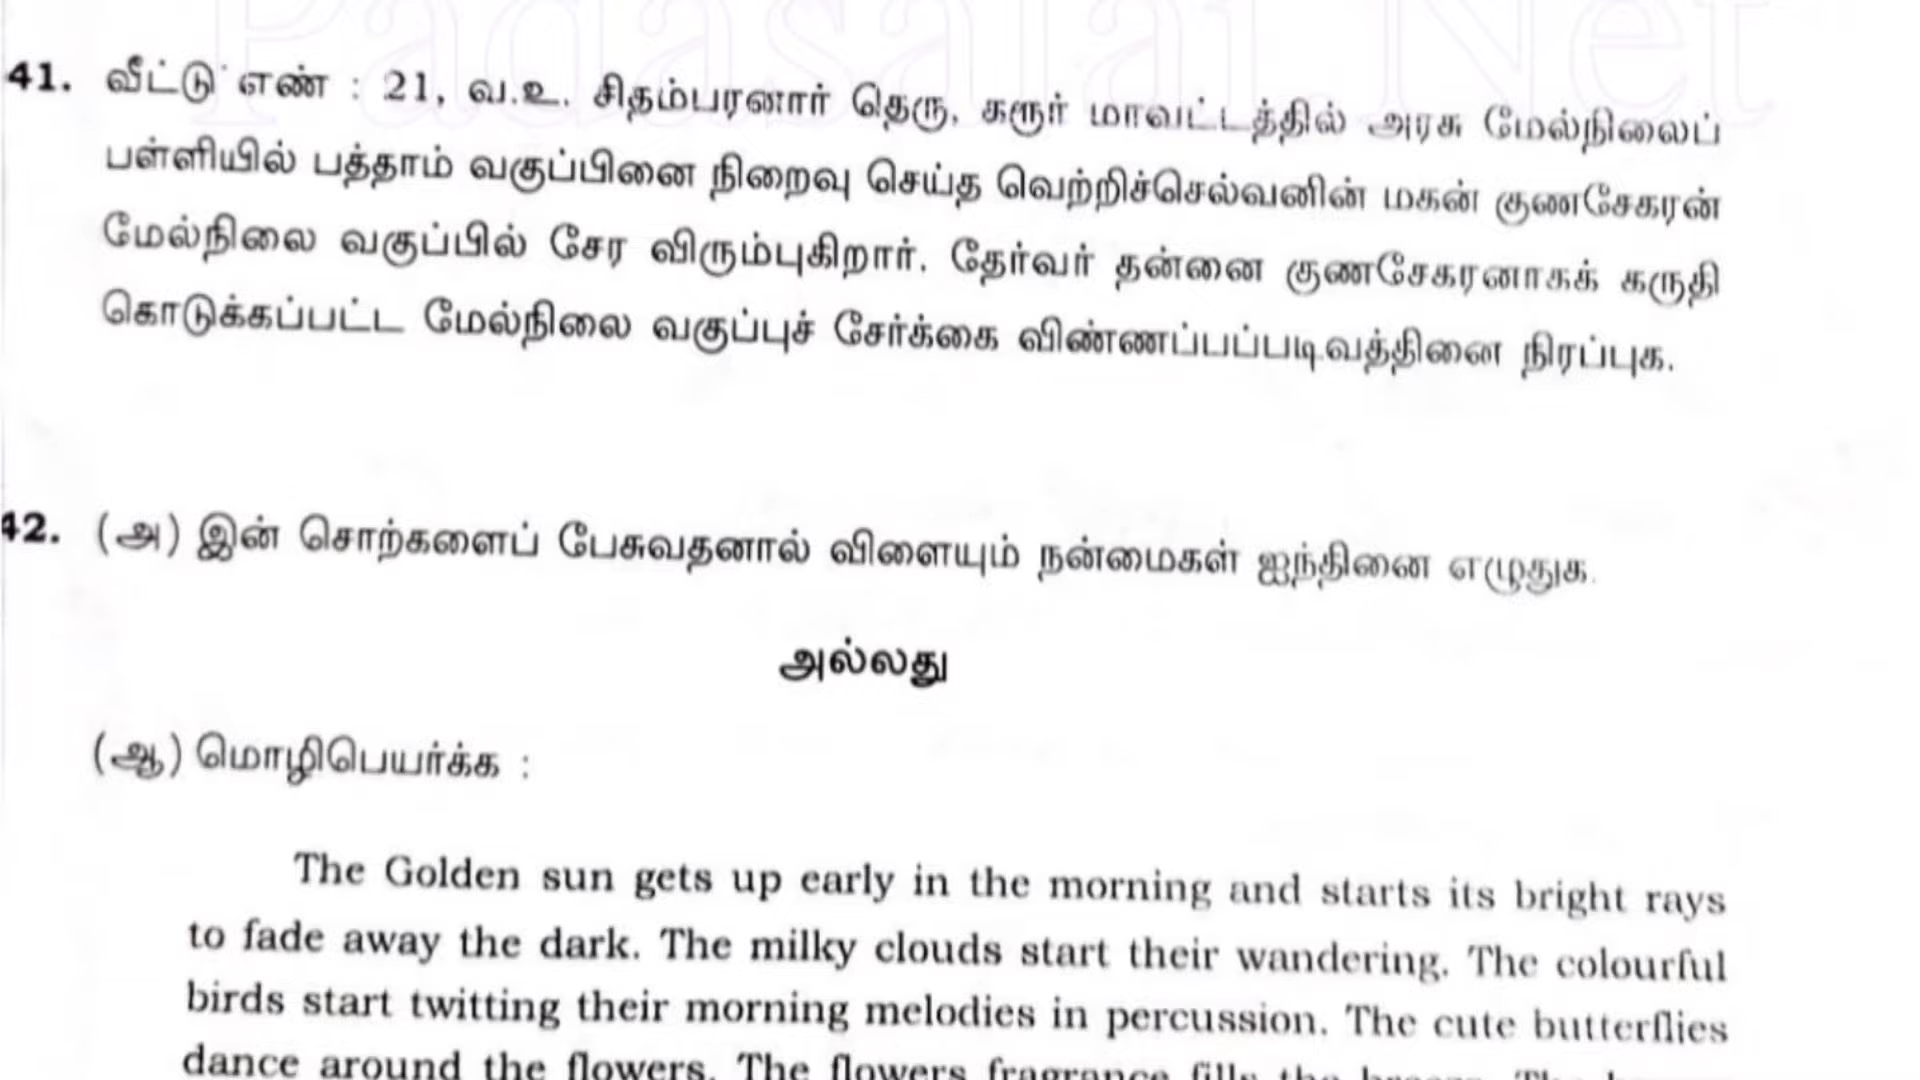 Padasalai.Net
41. வீட்டு எண் : 21, வ.உ. சிதம்பரனார் தெரு, கரூர் மாவட்டத்தில் அரசு மேல்நிலைப்
பள்ளியில் பத்தாம் வகுப்பினை நிறைவு செய்த வெற்றிச்செல்வனின் மகன் குணசேகரன்
மேல்நிலை வகுப்பில் சேர விரும்புகிறார். தேர்வர் தன்னை குணசேகரனாகக் கருதி
கொடுக்கப்பட்ட மேல்நிலை வகுப்புச் சேர்க்கை விண்ணப்பப்படிவத்தினை நிரப்புக.
42. (அ) இன் சொற்களைப் பேசுவதனால் விளையும் நன்மைகள் ஐந்தினை எழுதுக.
அல்லது
(ஆ) மொழிபெயர்க்க :
The Golden sun gets up early in the morning and starts its bright rays
to fade away the dark. The milky clouds start their wandering. The colourful
birds start twitting their morning melodies in percussion. The cute butterflies
dance around the flowers. The flowers fragrance fills the breeze. The